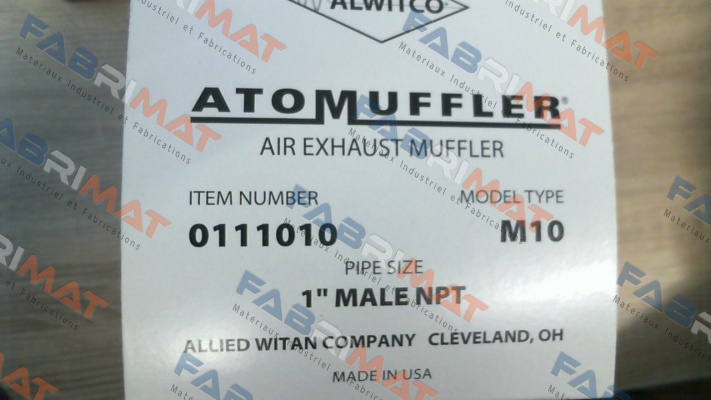 ALWITCO
ATOMUFFLER®
AIR EXHAUST MUFFLER
ITEM NUMBER MODEL TYPE
0111010 M10
PIPE SIZE
1" MALE NPT
ALLIED WITAN COMPANY CLEVELAND, OH
MADE IN USA
FABRIMAT
Materiaux Industriel et Fabrications